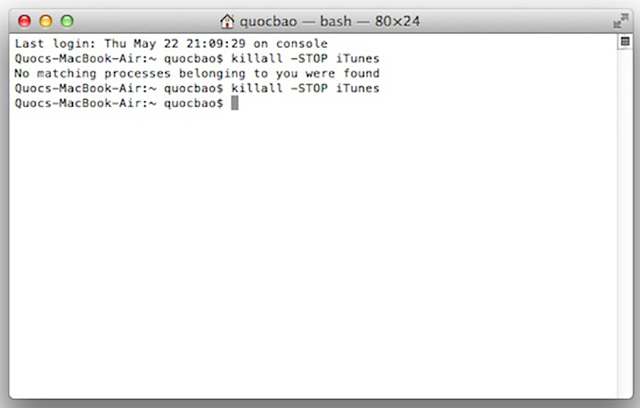 quocbao — bash — 80×24
Last login: Thu May 22 21:09:29 on console
Quocs-MacBook-Air:~ quocbao$ killall -STOP iTunes
No matching processes belonging to you were found
Quocs-MacBook-Air:~ quocbao$ killall -STOP iTunes
Quocs-MacBook-Air:~ quocbao$